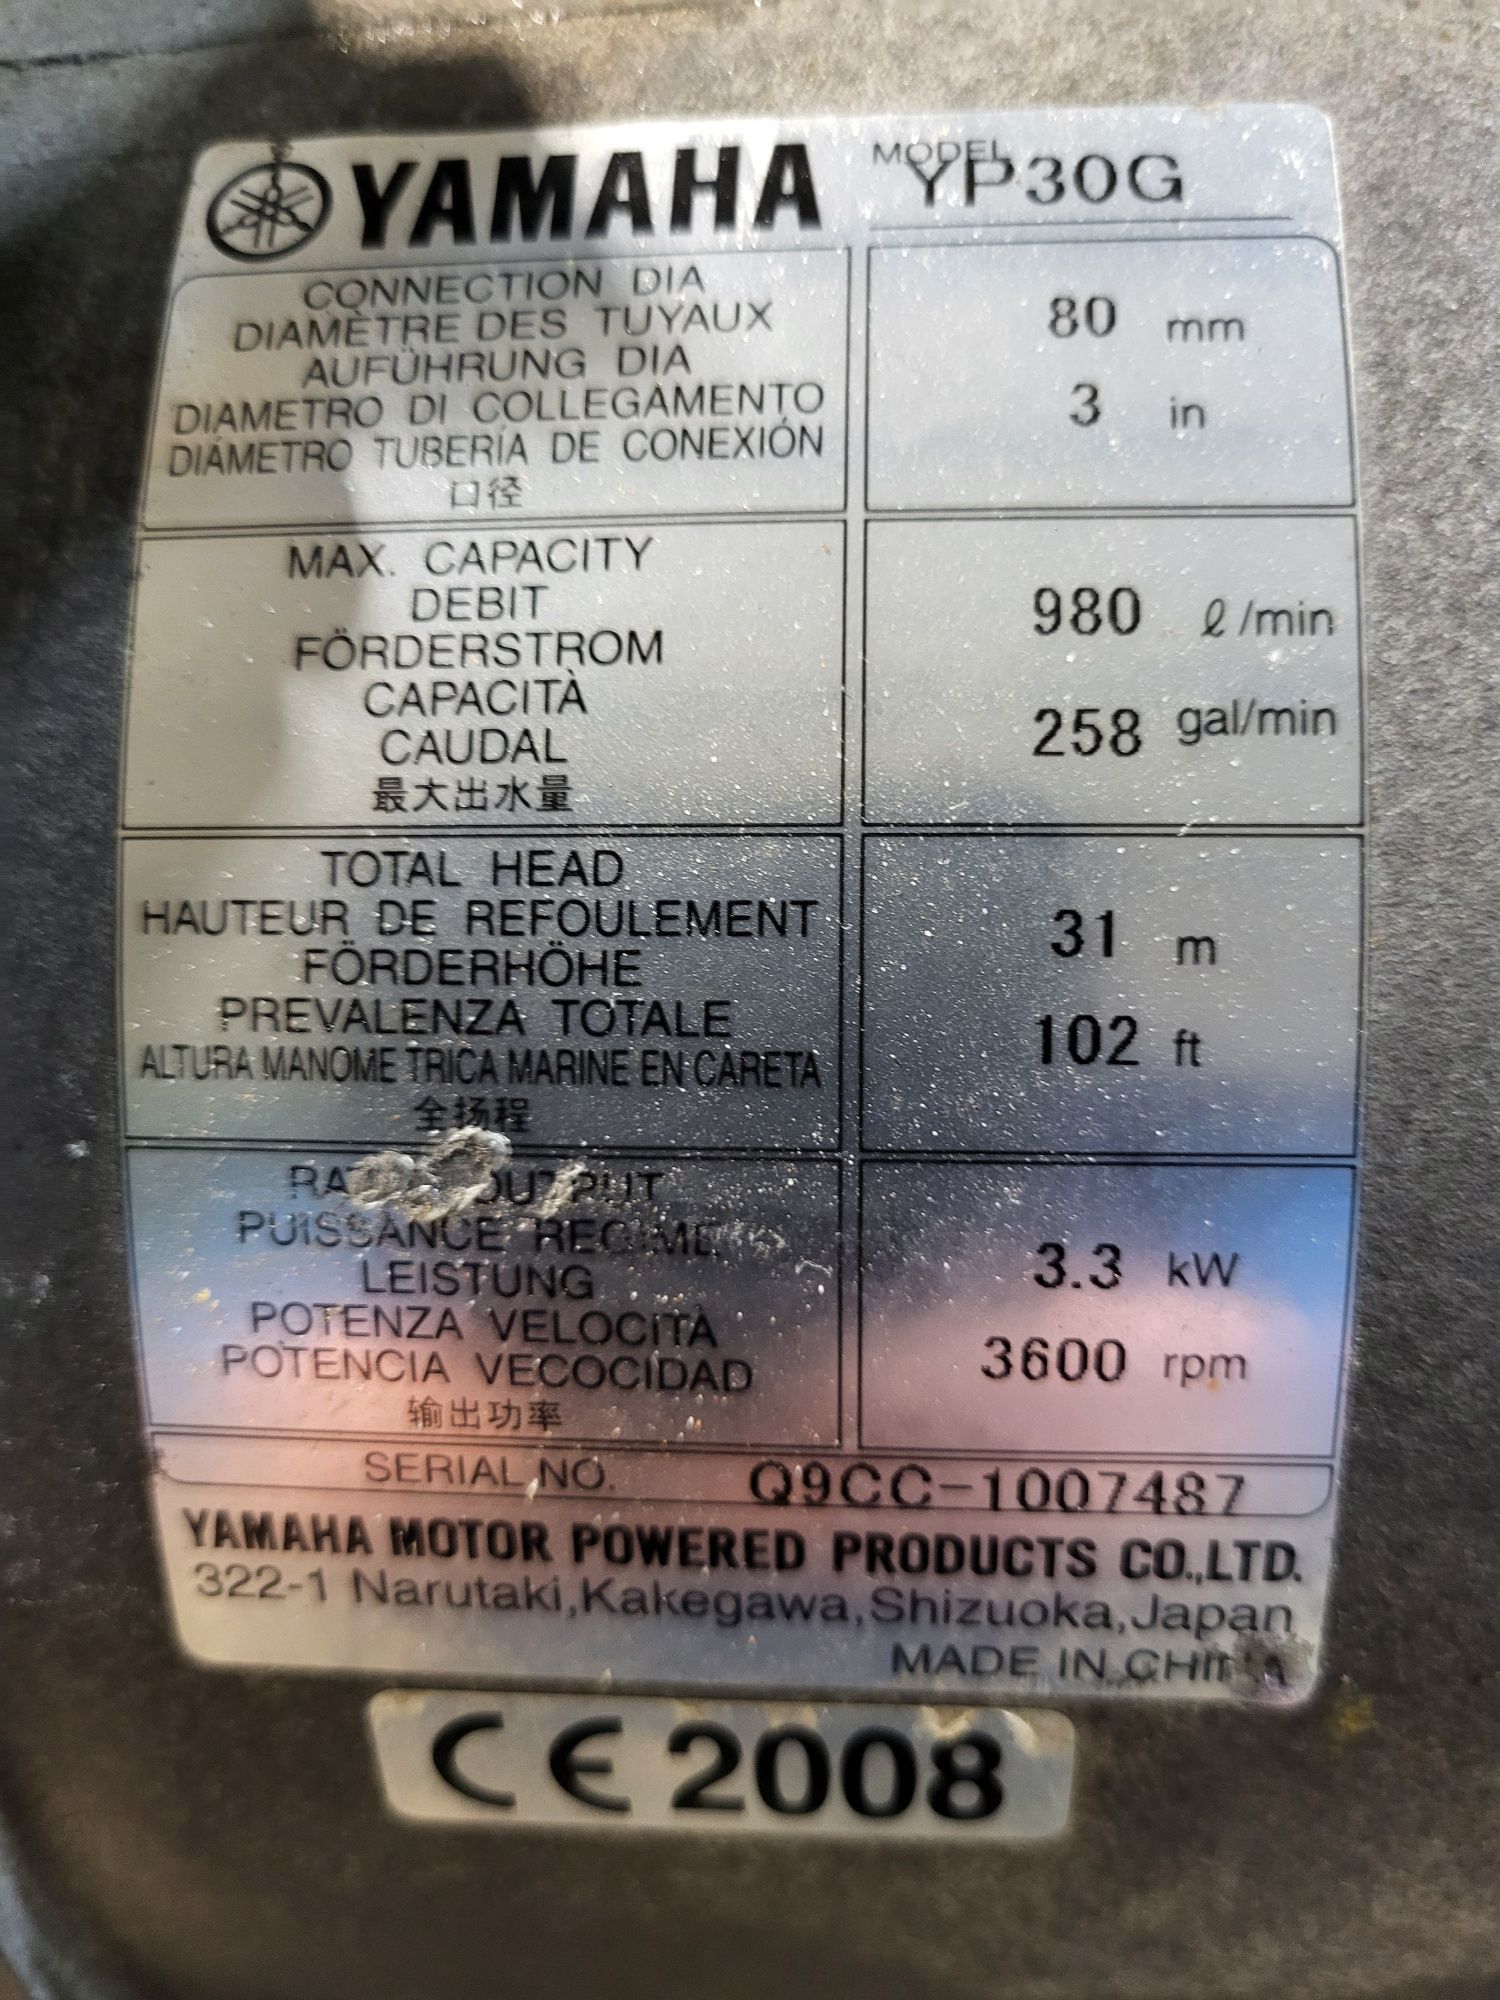 YAMAHA MODEL YP30G
CONNECTION DIA
DIAMÈTRE DES TUYAUX
AUFÜHRUNG DIA
DIAMETRO DI COLLEGAMENTO
DIÁMETRO TUBERÍA DE CONEXIÓN
口径
80 mm
3 in
MAX. CAPACITY
DEBIT
FÖRDERSTROM
CAPACITÀ
CAUDAL
最大出水量
980 ℓ/min
258 gal/min
TOTAL HEAD
HAUTEUR DE REFOULEMENT
FÖRDERHÖHE
PREVALENZA TOTALE
ALTURA MANOME TRICA MARINE EN CARETA
全扬程
31 m
102 ft
OUTPUT
PUISSANCE REGIME
LEISTUNG
POTENZA VELOCITÀ
POTENCIA VECOCIDAD
输出功率
3.3 kW
3600 rpm
SERIAL NO. Q9CC-1007487
YAMAHA MOTOR POWERED PRODUCTS CO.,LTD.
322-1 Narutaki,Kakegawa,Shizuoka,Japan
MADE IN CHINA
CE 2008